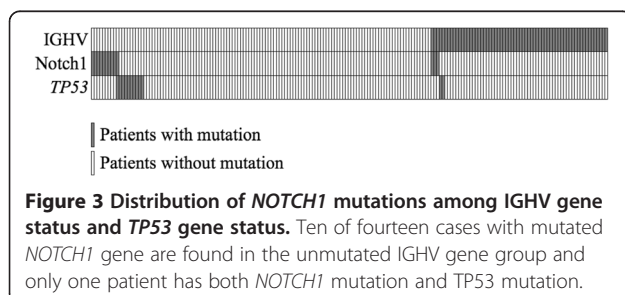 IGHV
Notch1
TP53
Patients with mutation
Patients without mutation
Figure 3 Distribution of NOTCH1 mutations among IGHV gene
status and TP53 gene status. Ten of fourteen cases with mutated
NOTCH1 gene are found in the unmutated IGHV gene group and
only one patient has both NOTCH1 mutation and TP53 mutation.